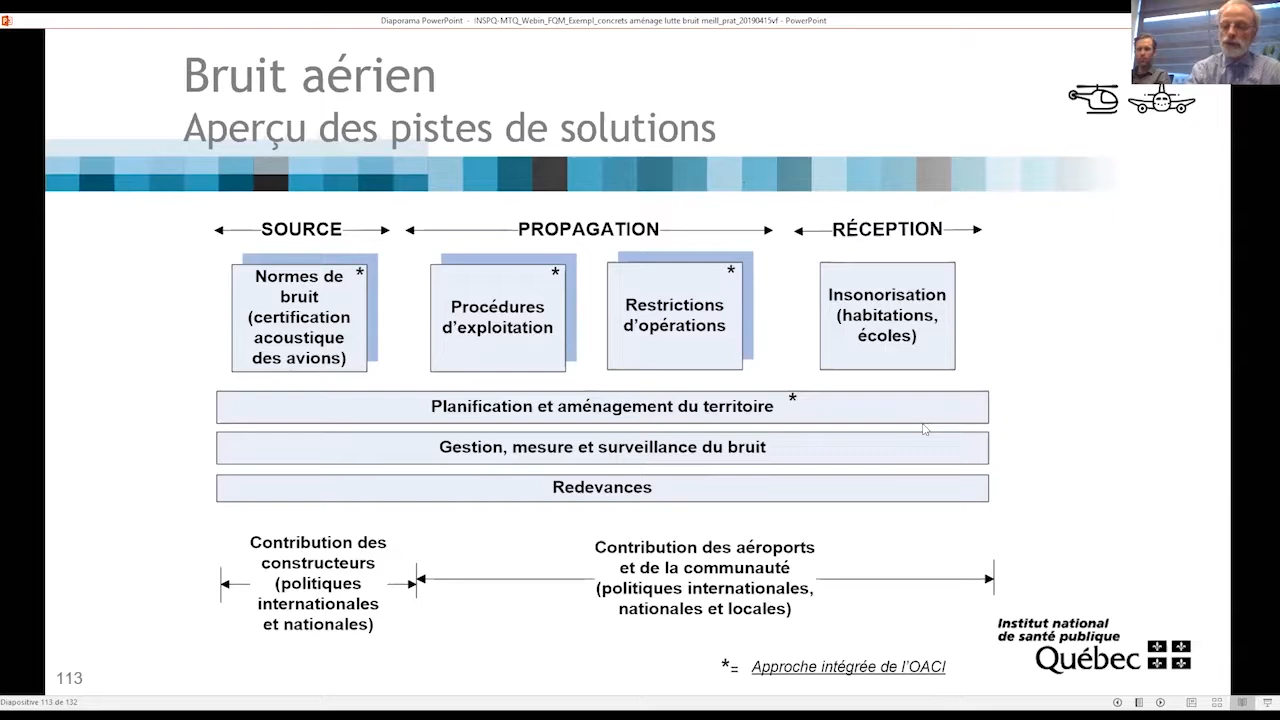 Diaporama PowerPoint - INSPQ-MTQ_Webin_FQM_Exempl_concrets aménage lutte bruit meill_prat_20190415vf - PowerPoint
Bruit aérien
Aperçu des pistes de solutions
SOURCE
PROPAGATION
RÉCEPTION
Normes de *
bruit
(certification
acoustique
des avions)
*
Procédures
d'exploitation
*
Restrictions
d'opérations
Insonorisation
(habitations,
écoles)
Planification et aménagement du territoire *
Gestion, mesure et surveillance du bruit
Redevances
Contribution des
constructeurs
(politiques
internationales
et nationales)
Contribution des aéroports
et de la communauté
(politiques internationales,
nationales et locales)
*= Approche intégrée de l'OACI
Institut national
de santé publique
Québec
113
Diapositive 113 de 132